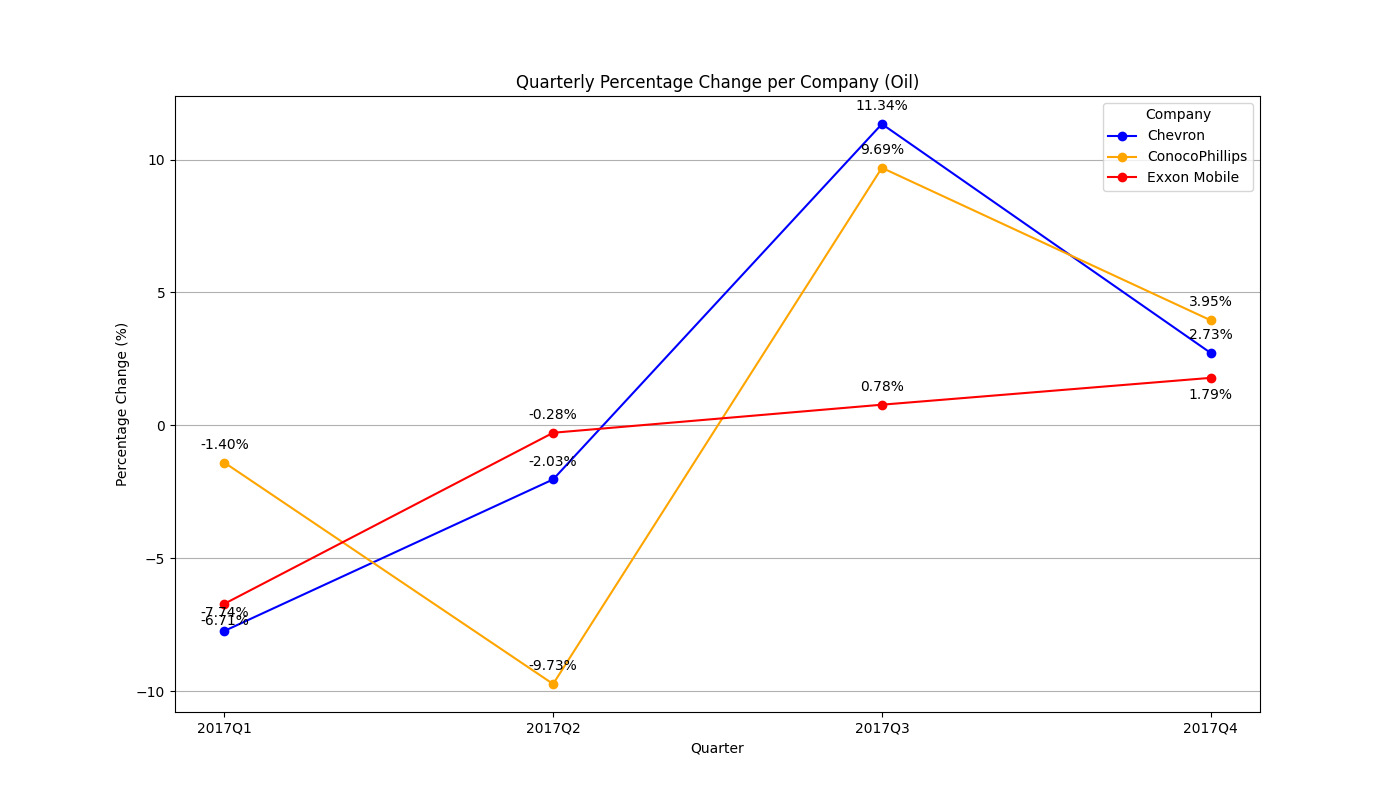 Quarterly Percentage Change per Company (Oil)
11.34%
Company
Chevron
ConocoPhillips
Exxon Mobile
9.69%
10
5
3.95%
2.73%
0.78%
1.79%
-0.28%
0
-1.40%
-2.03%
Percentage Change (%)
−5
-7.74%
-6.71%
-9.73%
−10
2017Q1
2017Q2
2017Q3
2017Q4
Quarter